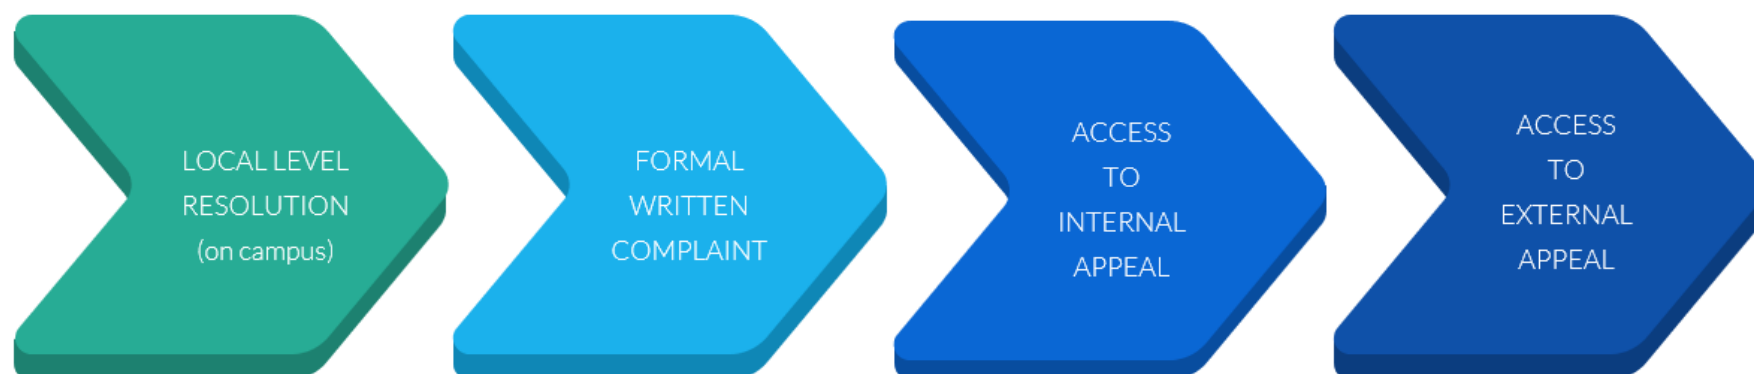 LOCAL LEVEL
RESOLUTION
(on campus)
FORMAL
WRITTEN
COMPLAINT
ACCESS
TO
INTERNAL
APPEAL
ACCESS
TO
EXTERNAL
APPEAL